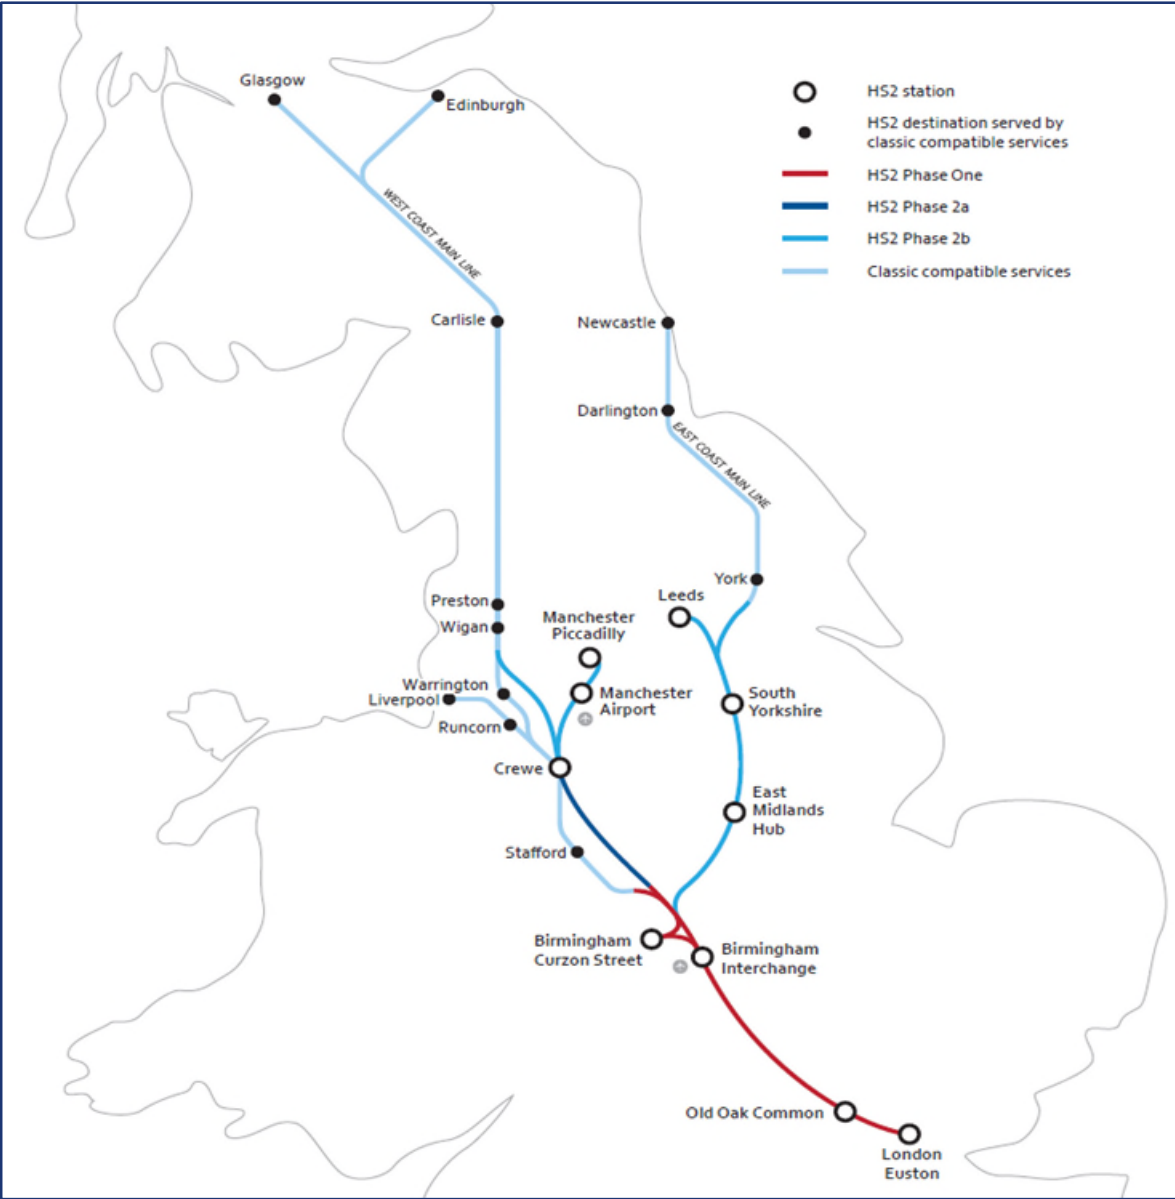 Glasgow
Edinburgh
HS2 station
HS2 destination served by
classic compatible services
HS2 Phase One
HS2 Phase 2a
HS2 Phase 2b
Classic compatible services
WEST COAST MAIN LINE
Carlisle
Newcastle
Darlington
EAST COAST MAIN LINE
York
Leeds
Preston
Wigan
Manchester
Piccadilly
Warrington
Liverpool
Runcorn
Manchester
Airport
South
Yorkshire
Crewe
East
Midlands
Hub
Stafford
Birmingham
Curzon Street
Birmingham
Interchange
Old Oak Common
London
Euston